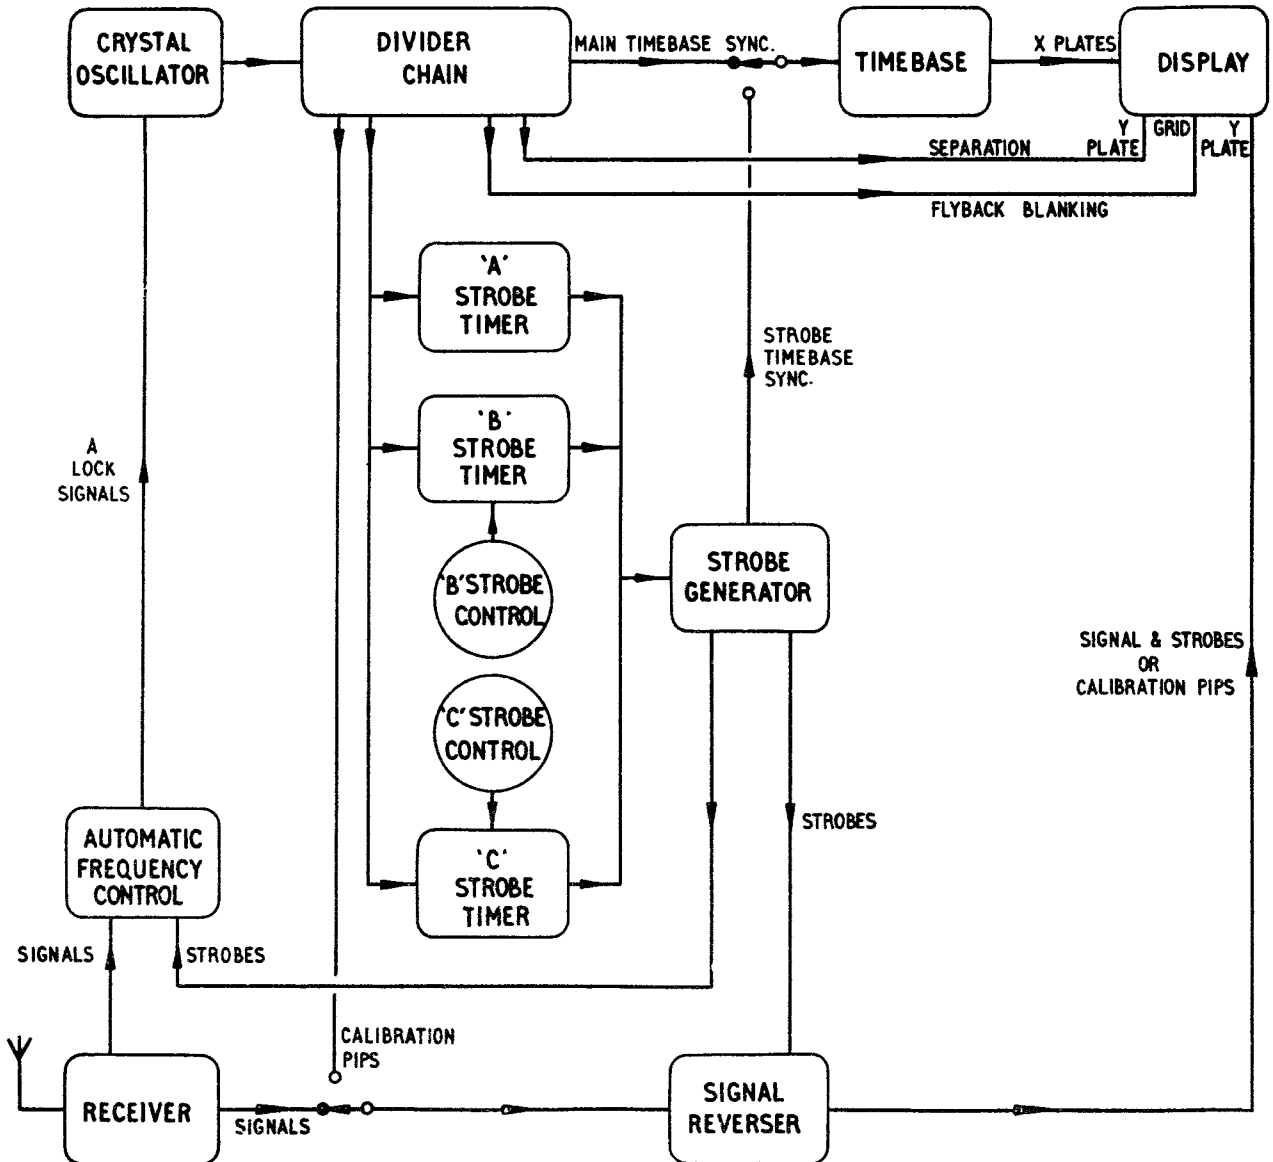 CRYSTAL
OSCILLATOR
DIVIDER
CHAIN
MAIN TIMEBASE SYNC.
TIMEBASE
X PLATES
DISPLAY
Y
PLATE
GRID
Y
PLATE
SEPARATION
FLYBACK BLANKING
'A'
STROBE
TIMER
STROBE
TIMEBASE
SYNC.
'B'
STROBE
TIMER
A
LOCK
SIGNALS
'B' STROBE
CONTROL
STROBE
GENERATOR
'C' STROBE
CONTROL
SIGNAL & STROBES
OR
CALIBRATION PIPS
STROBES
AUTOMATIC
FREQUENCY
CONTROL
'C'
STROBE
TIMER
SIGNALS
STROBES
CALIBRATION
PIPS
RECEIVER
SIGNALS
SIGNAL
REVERSER